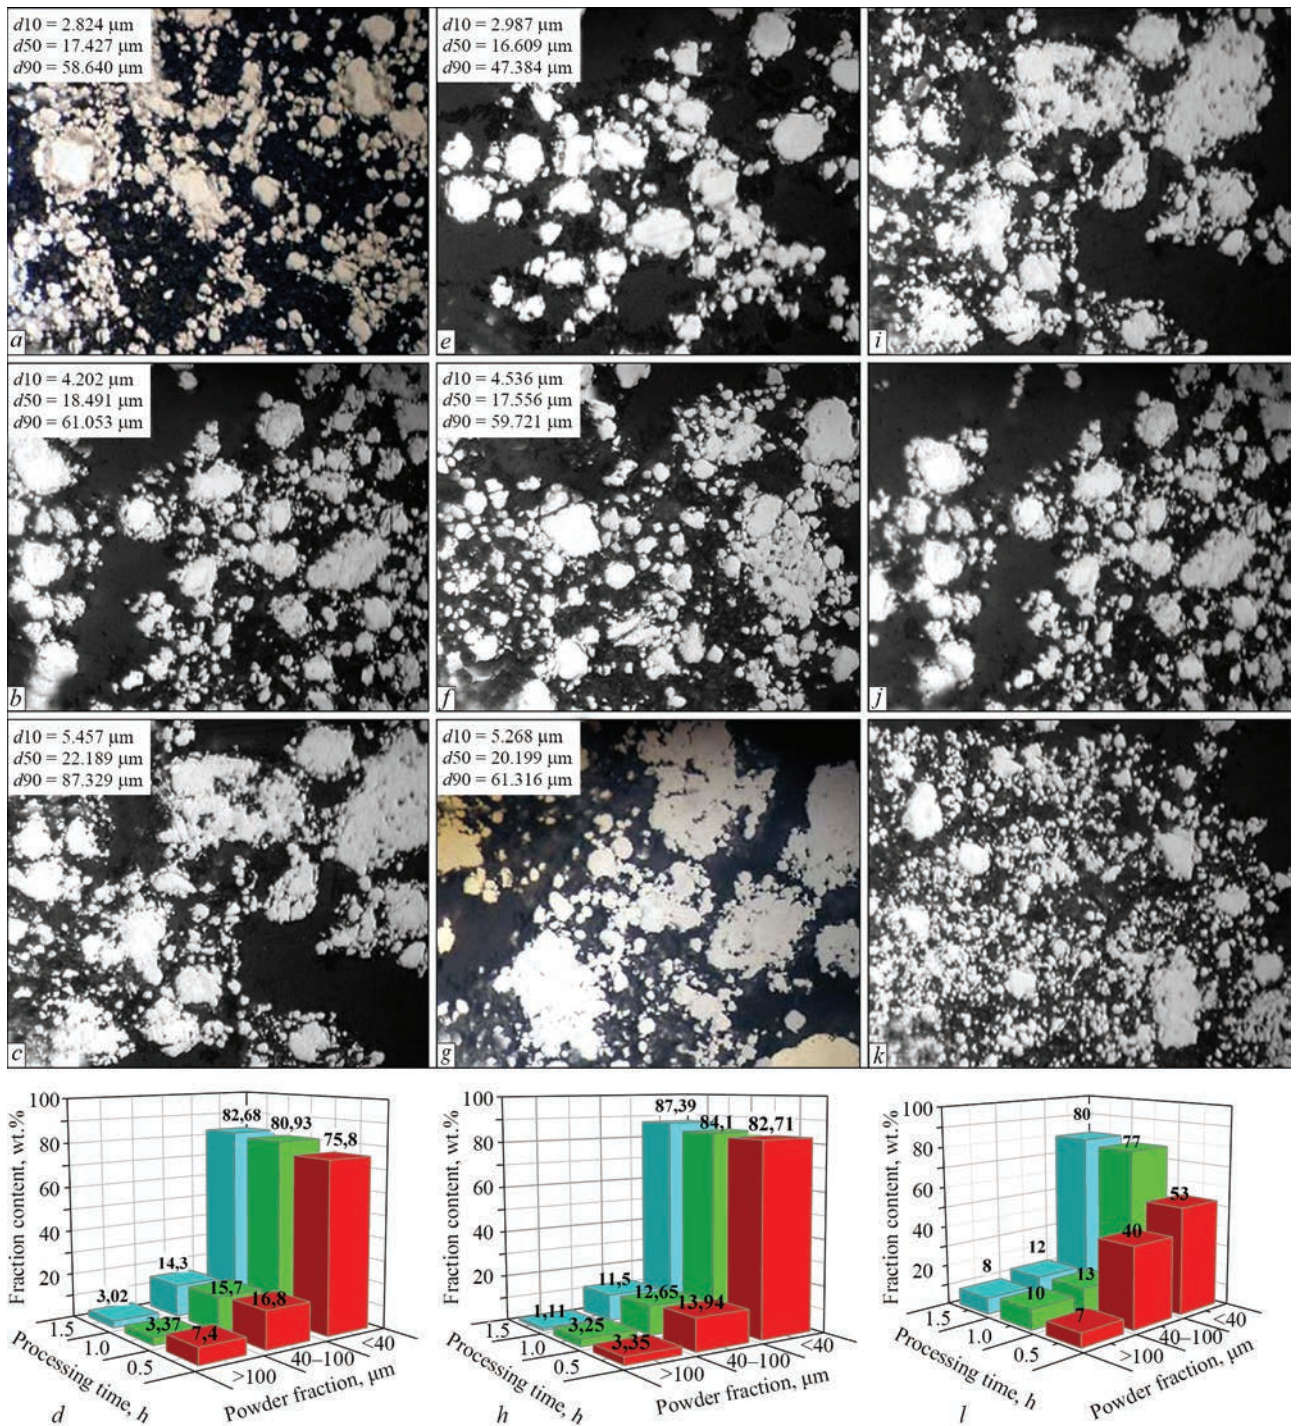 d10 = 2.824 μm
d50 = 17.427 μm
d90 = 58.640 μm
a
d10 = 2.987 μm
d50 = 16.609 μm
d90 = 47.384 μm
e
i
d10 = 4.202 μm
d50 = 18.491 μm
d90 = 61.053 μm
b
d10 = 4.536 μm
d50 = 17.556 μm
d90 = 59.721 μm
f
j
d10 = 5.457 μm
d50 = 22.189 μm
d90 = 87.329 μm
c
d10 = 5.268 μm
d50 = 20.199 μm
d90 = 61.316 μm
g
k
Fraction content, wt.%
100
80
60
40
20
82,68
80,93
75,8
14,3
15,7
16,8
3,02
3,37
7,4
1.5
1.0
0.5
Processing time, h
>100
40–100
<40
Powder fraction, μm
d
Fraction content, wt.%
100
80
60
40
20
87,39
84,1
82,71
11,5
12,65
13,94
1,11
3,25
3,35
1.5
1.0
0.5
Processing time, h
>100
40–100
<40
Powder fraction, μm
h
Fraction content, wt.%
100
80
60
40
20
80
77
53
12
13
40
8
10
7
1.5
1.0
0.5
Processing time, h
>100
40–100
<40
Powder fraction, μm
l